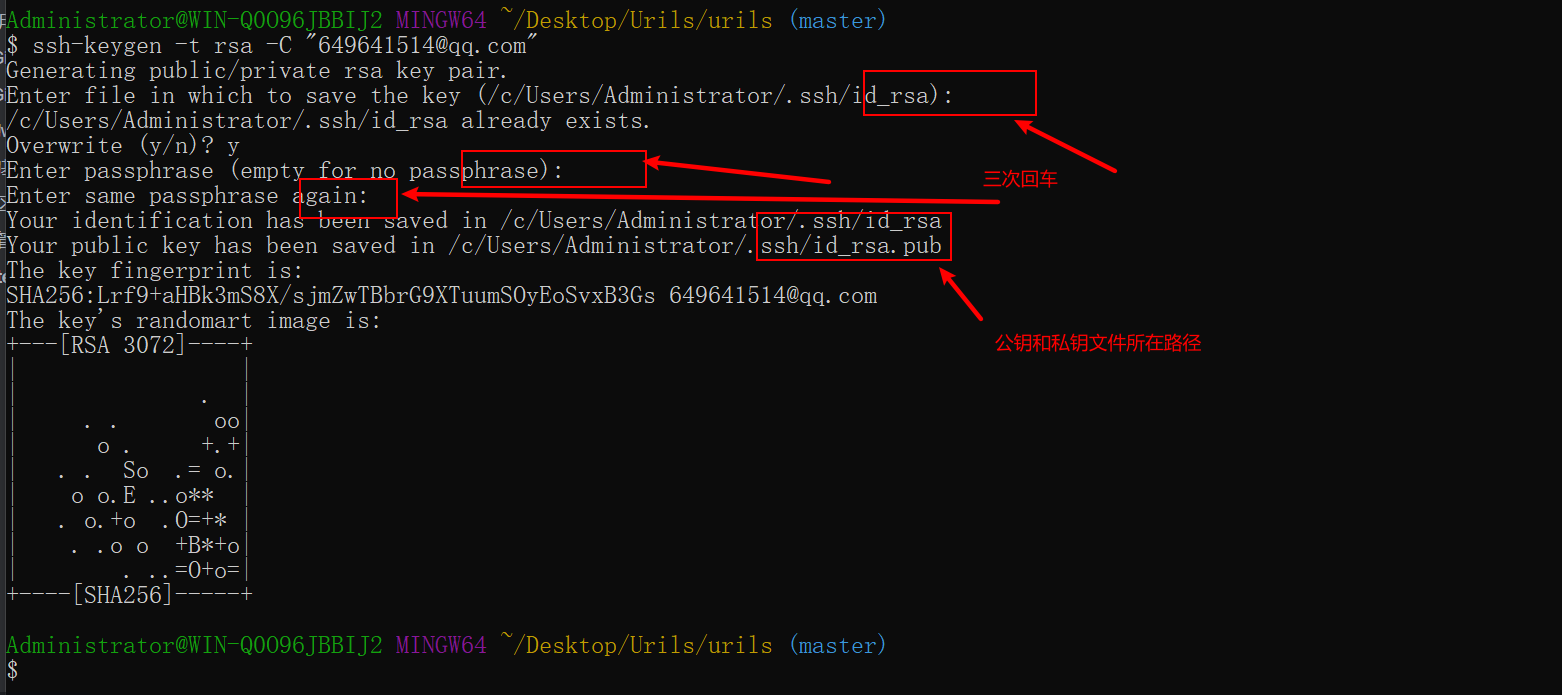 Administrator@WIN-Q0O96JBBIJ2 MINGW64 ~/Desktop/Urils/urils (master)
$ ssh-keygen -t rsa -C "649641514@qq.com"
Generating public/private rsa key pair.
Enter file in which to save the key (/c/Users/Administrator/.ssh/id_rsa):
/c/Users/Administrator/.ssh/id_rsa already exists.
Overwrite (y/n)? y
Enter passphrase (empty for no passphrase):
三次回车
Enter same passphrase again:
Your identification has been saved in /c/Users/Administrator/.ssh/id_rsa
Your public key has been saved in /c/Users/Administrator/.ssh/id_rsa.pub
The key fingerprint is:
SHA256:Lrf9+aHBk3mS8X/sjmZwTBbrG9XTuumSOyEoSvxB3Gs 649641514@qq.com
The key's randomart image is:
公钥和私钥文件所在路径
+---[RSA 3072]----+
|                 |
|              .  |
|     . .       oo|
|      o .     +.+|
|   . .  So  .= o.|
|    o o.E ..o**  |
|   . o.+o  .O=+* |
|    . .o o  +B*+o|
|        . ..=O+o=|
+----[SHA256]-----+
Administrator@WIN-Q0O96JBBIJ2 MINGW64 ~/Desktop/Urils/urils (master)
$